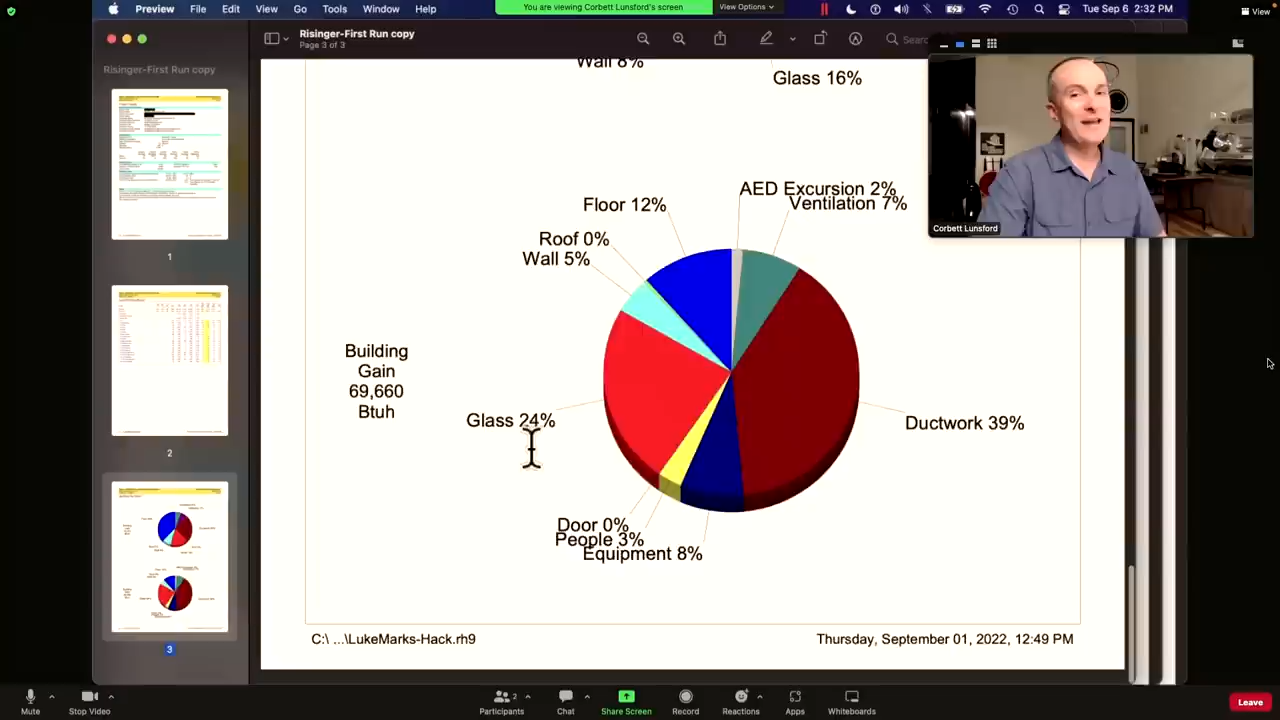 Preview File Edit View Go Tools Window Help
You are viewing Corbett Lunsford's screen
View Options
Tue Sep 6 2:32 PM
View
Risinger-First Run copy
Page 3 of 3
Searc
Risinger-First Run copy
1
2
3
Wall 8%
Glass 16%
AED Excursion 2%
Ventilation 7%
Floor 12%
Roof 0%
Wall 5%
Building
Gain
69,660
Btuh
Glass 24%
Ductwork 39%
Door 0%
People 3%
Equipment 8%
C:\ ...\LukeMarks-Hack.rh9
Thursday, September 01, 2022, 12:49 PM
Corbett Lunsford
Mute
Stop Video
Participants 2
Chat
Share Screen
Record
Reactions
Apps
Whiteboards
Leave